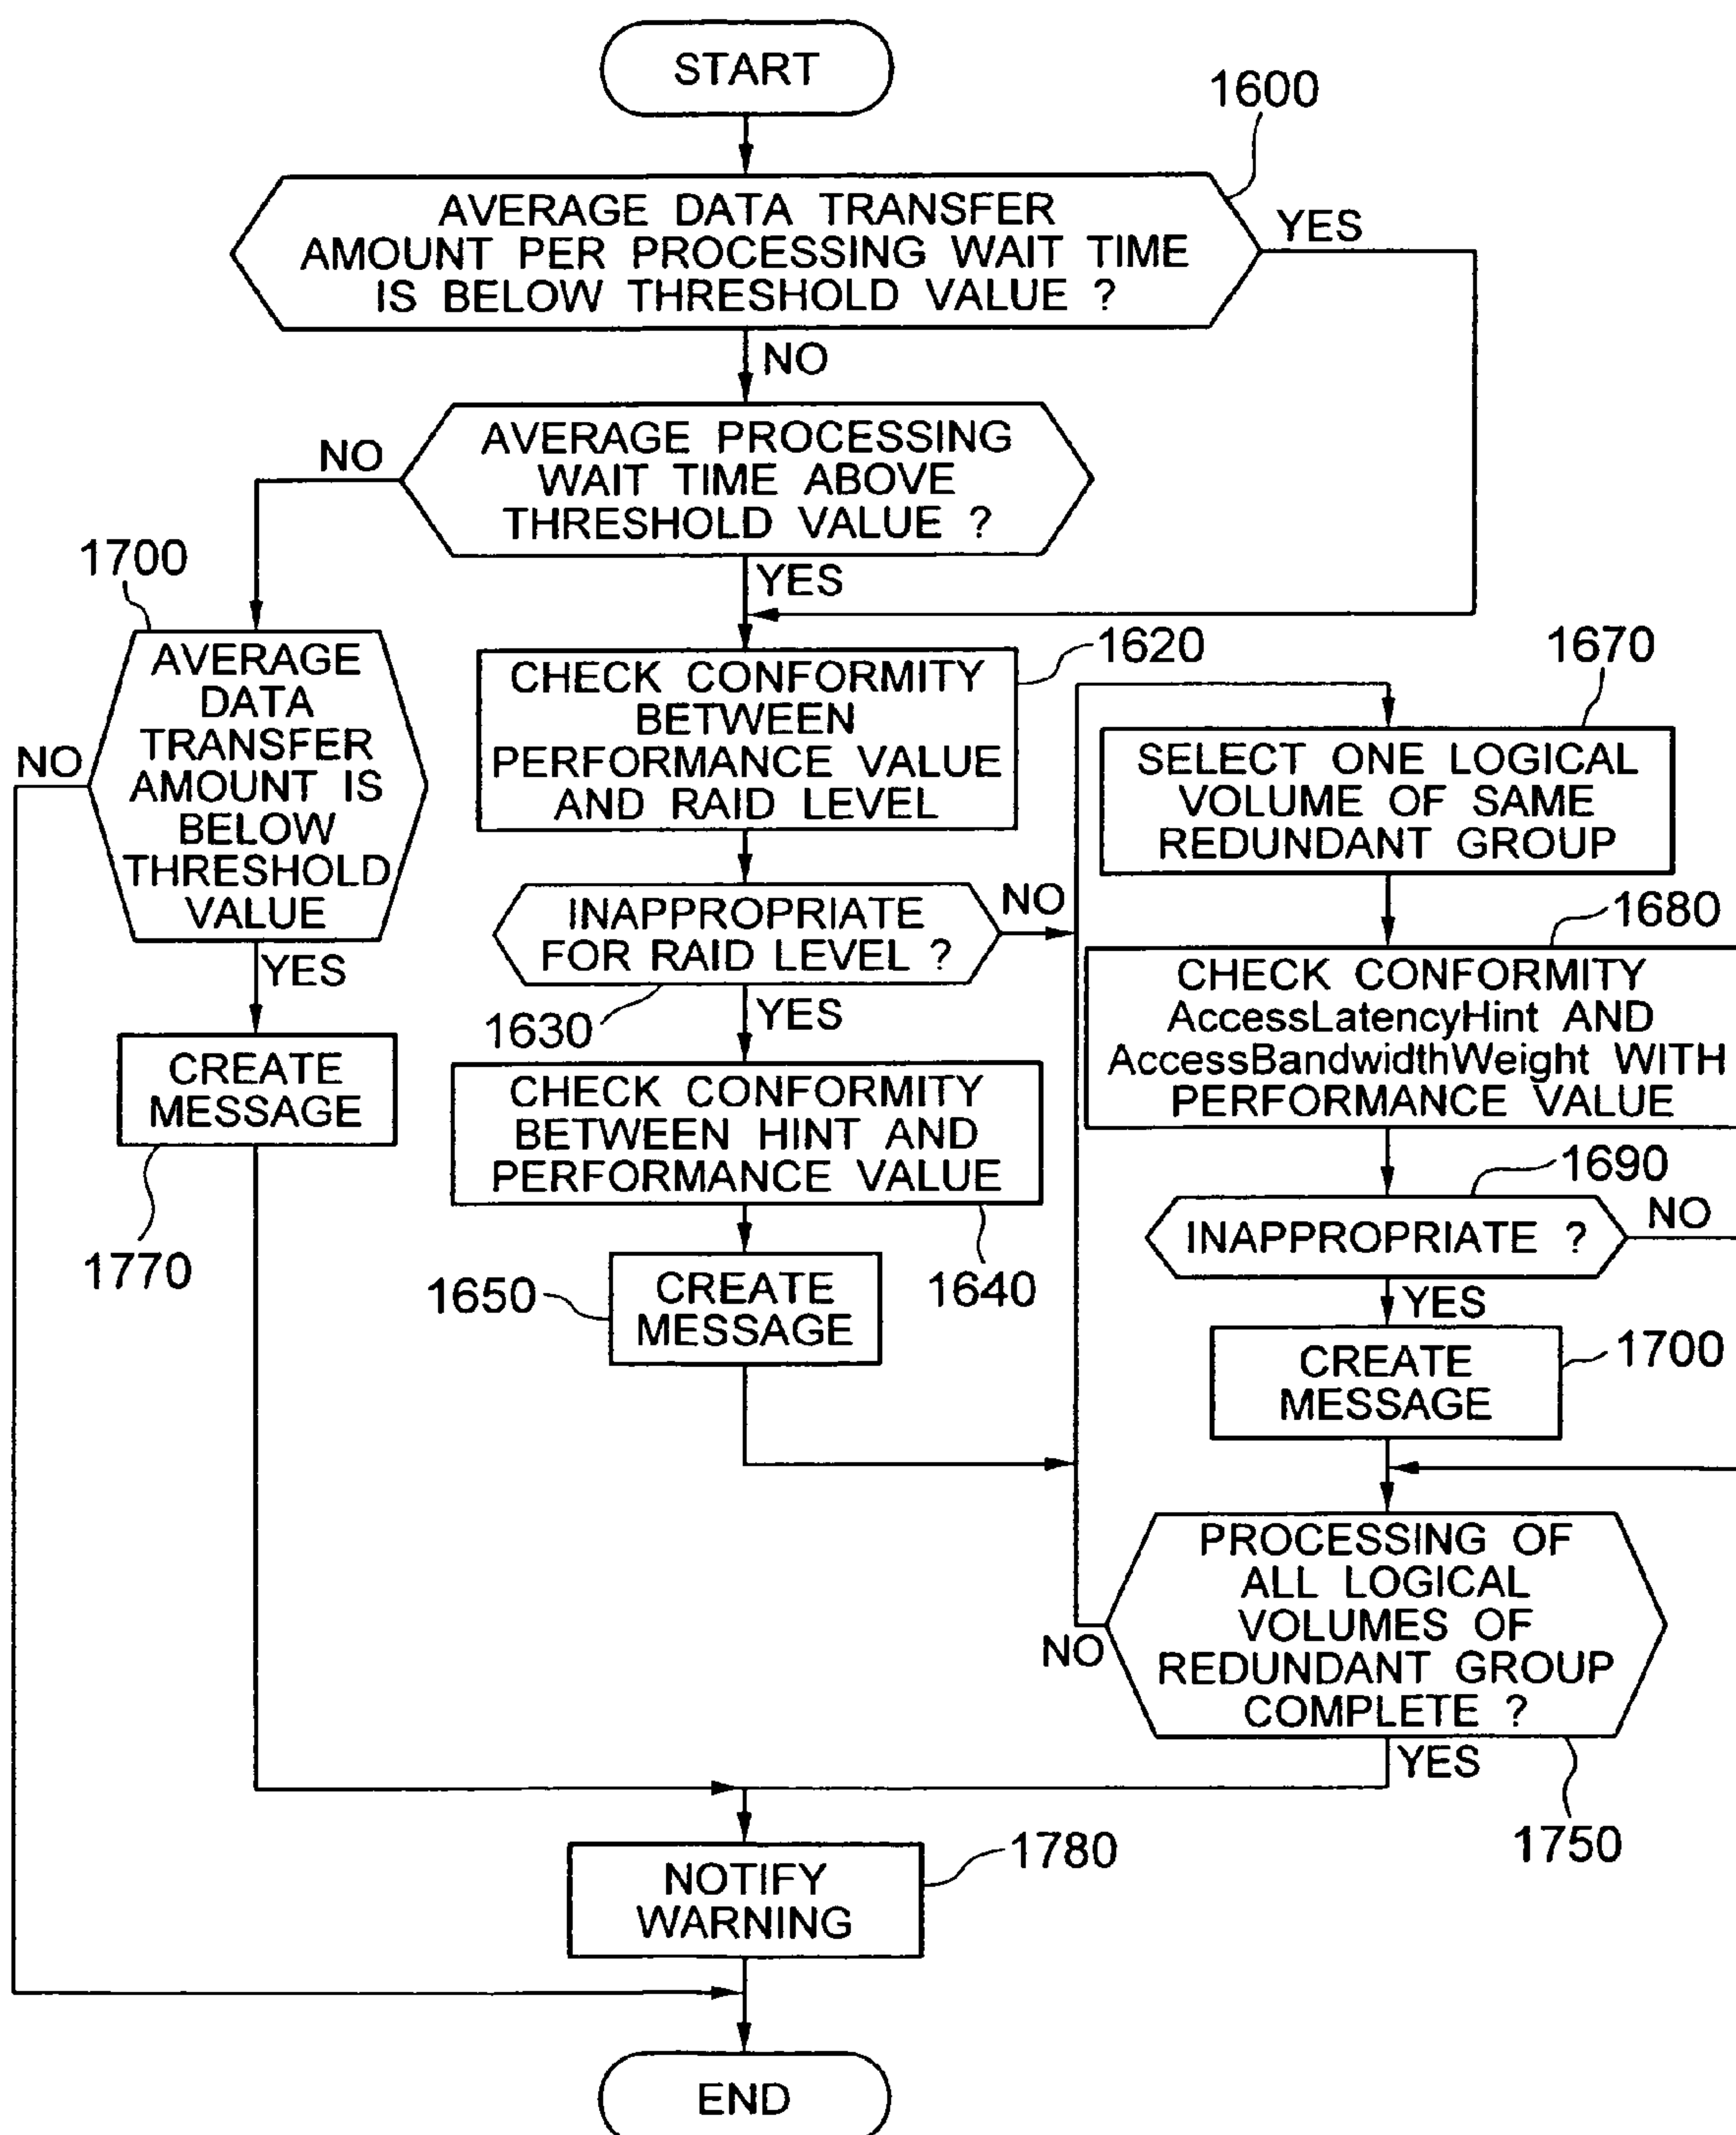 START
1600
AVERAGE DATA TRANSFER
AMOUNT PER PROCESSING WAIT TIME
IS BELOW THRESHOLD VALUE ?
YES
NO
AVERAGE PROCESSING
WAIT TIME ABOVE
THRESHOLD VALUE ?
NO
YES
1700
AVERAGE
DATA
TRANSFER
AMOUNT IS
BELOW
THRESHOLD
VALUE
NO
YES
CREATE
MESSAGE
1770
1620
CHECK CONFORMITY
BETWEEN
PERFORMANCE VALUE
AND RAID LEVEL
INAPPROPRIATE
FOR RAID LEVEL ?
NO
1630
YES
CHECK CONFORMITY
BETWEEN HINT AND
PERFORMANCE VALUE
1640
1650
CREATE
MESSAGE
1670
SELECT ONE LOGICAL
VOLUME OF SAME
REDUNDANT GROUP
1680
CHECK CONFORMITY
AccessLatencyHint AND
AccessBandwidthWeight WITH
PERFORMANCE VALUE
1690
INAPPROPRIATE ?
NO
YES
CREATE
MESSAGE
1700
PROCESSING OF
ALL LOGICAL
VOLUMES OF
REDUNDANT GROUP
COMPLETE ?
NO
YES
1750
1780
NOTIFY
WARNING
END